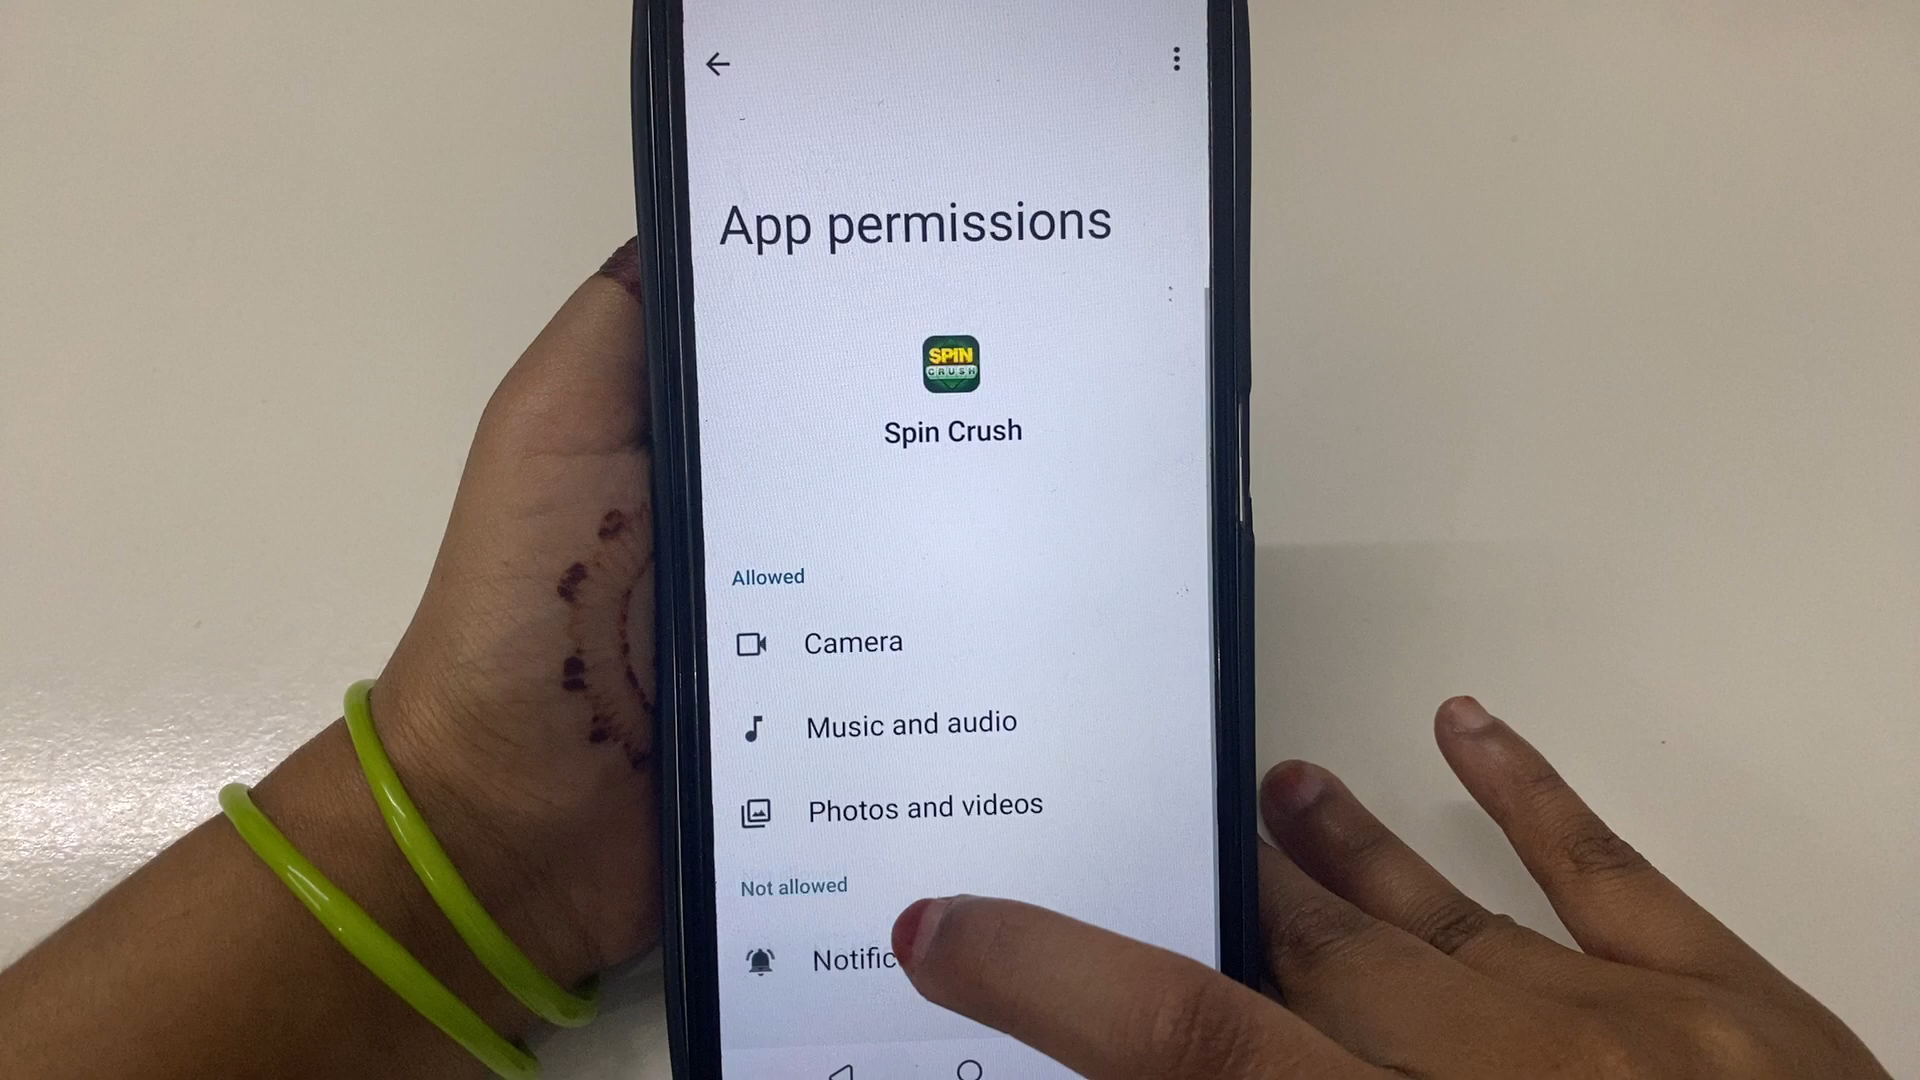 App permissions
SPIN
CRUSH
Spin Crush
Allowed
Camera
Music and audio
Photos and videos
Not allowed
Notific